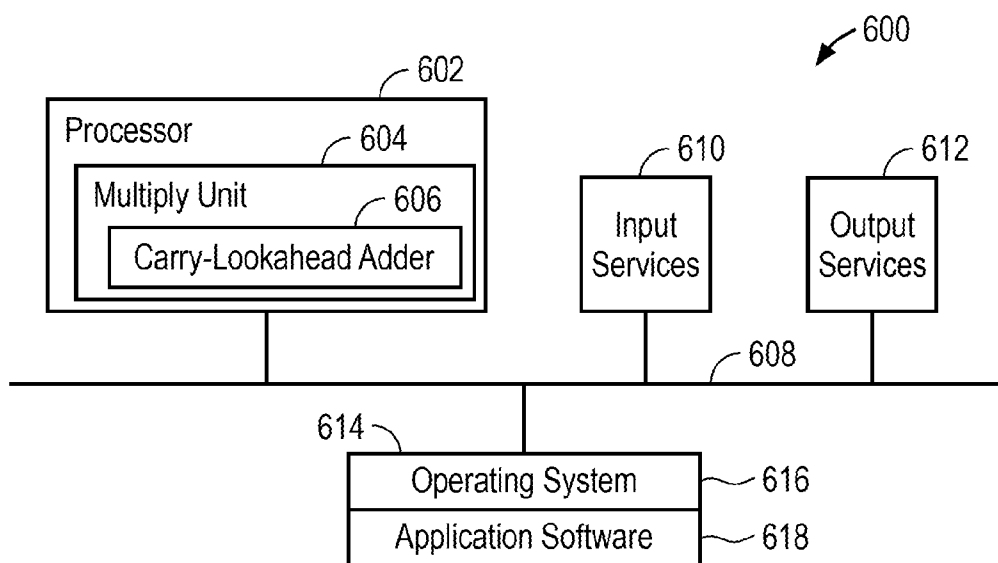 600
602
Processor
604
Multiply Unit
606
Carry-Lookahead Adder
610
Input
Services
612
Output
Services
608
614
Operating System
616
Application Software
618